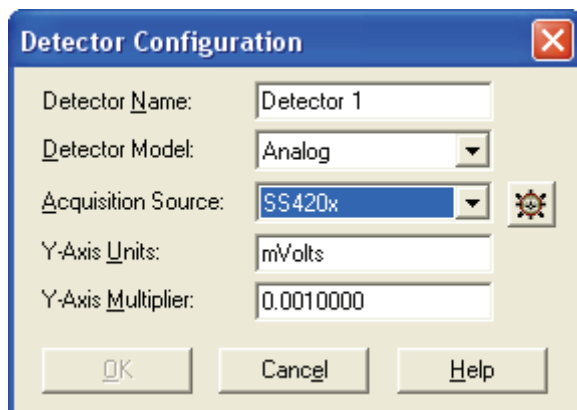 Detector Configuration
Detector Name: Detector 1
Detector Model: Analog
Acquisition Source: SS420x
Y-Axis Units: mVolts
Y-Axis Multiplier: 0.0010000
OK Cancel Help